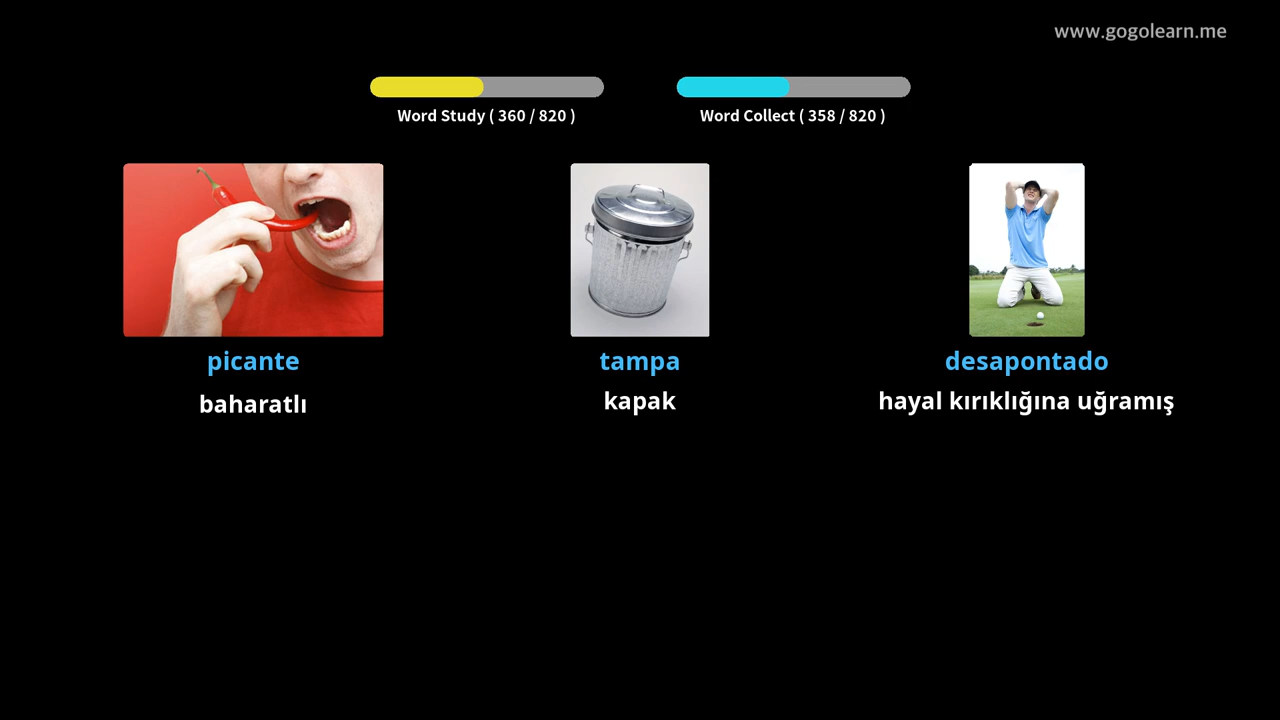 www.gogolearn.me
Word Study ( 360 / 820 )
Word Collect ( 358 / 820 )
picante
tampa
desapontado
baharatlı
kapak
hayal kırıklığına uğramış